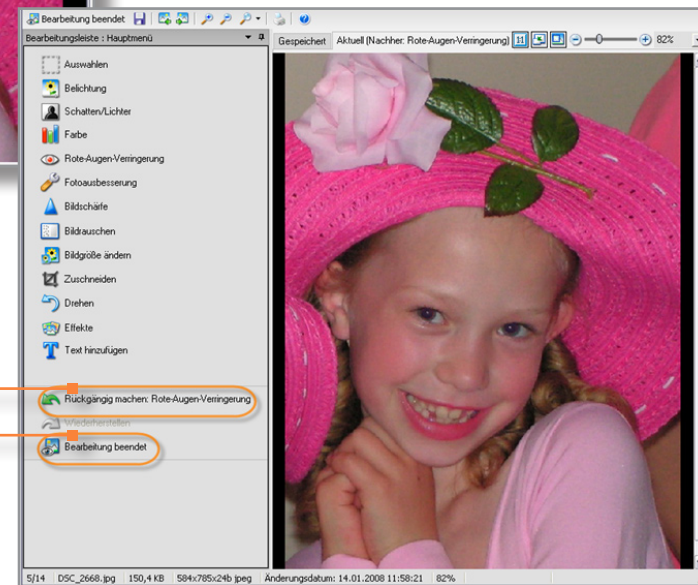 Bearbeitung beendet
Bearbeitungsleiste : Hauptmenü
Gespeichert Aktuell (Nachher: Rote-Augen-Verringerung) 82%
Auswahlen
Belichtung
Schatten/Lichter
Farbe
Rote-Augen-Verringerung
Fotoausbesserung
Bildschärfe
Bildrauschen
Bildgröße ändern
Zuschneiden
Drehen
Effekte
Text hinzufügen
Rückgängig machen: Rote-Augen-Verringerung
Wiederherstellen
Bearbeitung beendet
5/14 DSC_2668.jpg 150,4 KB 584x785x24b jpeg Änderungsdatum: 14.01.2008 11:58:21 82%